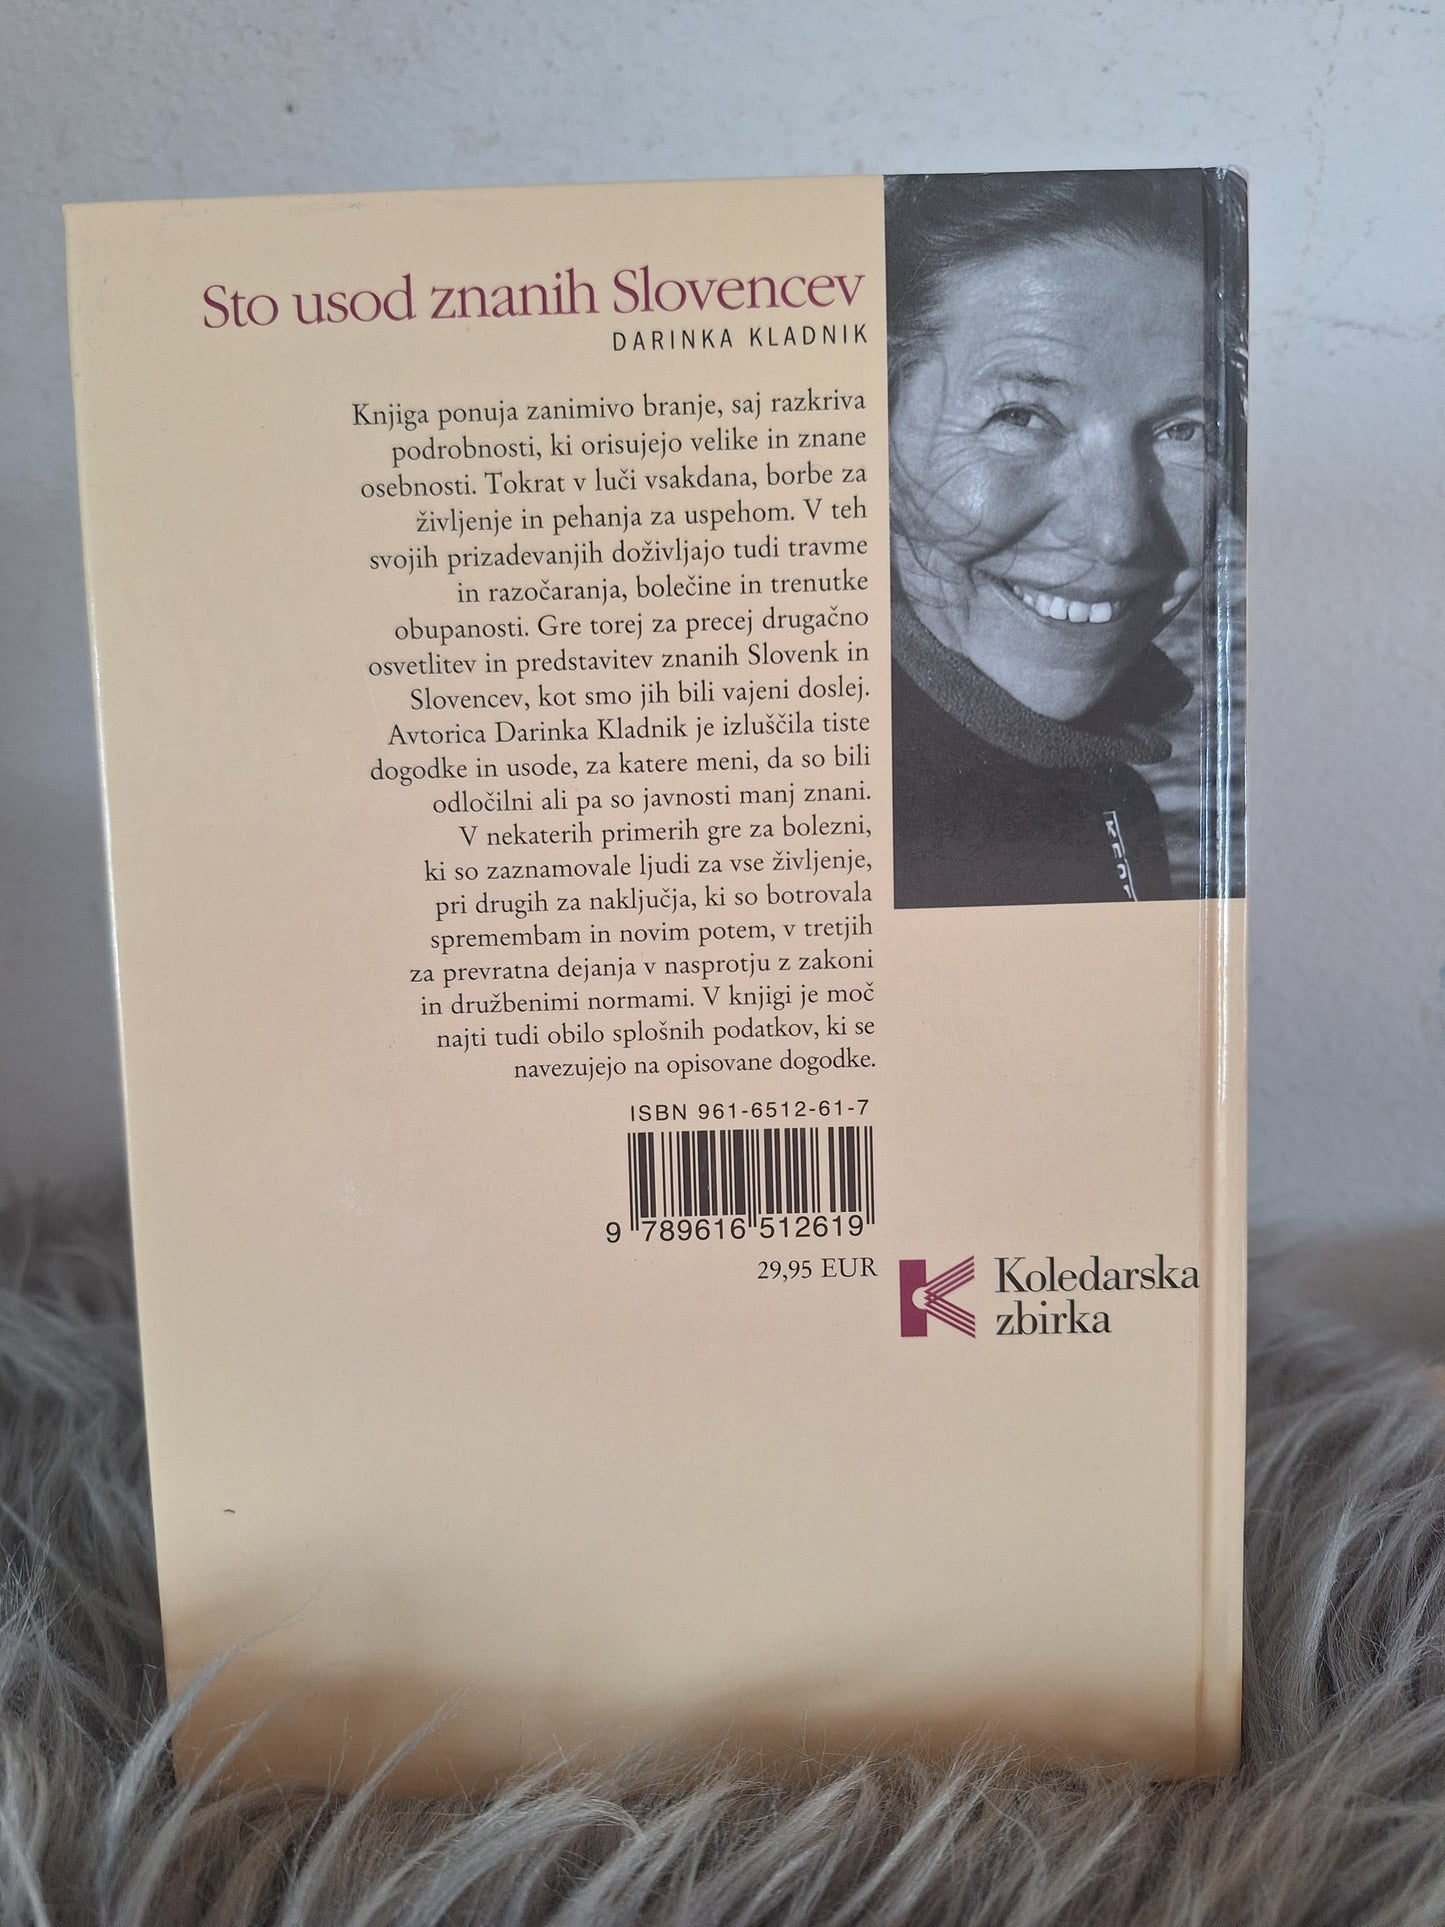 Sto usod znanih Slovencev
DARINKA KLADNIK
Knjiga ponuja zanimivo branje, saj razkriva
podrobnosti, ki orisujejo velike in znane
osebnosti. Tokrat v luči vsakdana, borbe za
življenje in pehanja za uspehom. V teh
svojih prizadevanjih doživljajo tudi travme
in razočaranja, bolečine in trenutke
obupanosti. Gre torej za precej drugačno
osvetlitev in predstavitev znanih Slovenk in
Slovencev, kot smo jih bili vajeni doslej.
Avtorica Darinka Kladnik je izluščila tiste
dogodke in usode, za katere meni, da so bili
odločilni ali pa so javnosti manj znani.
V nekaterih primerih gre za bolezni,
ki so zaznamovale ljudi za vse življenje,
pri drugih za naključja, ki so botrovala
spremembam in novim potem, v tretjih
za prevratna dejanja v nasprotju z zakoni
in družbenimi normami. V knjigi je moč
najti tudi obilo splošnih podatkov, ki se
navezujejo na opisovane dogodke.
ISBN 961-6512-61-7
9 789616 512619
29,95 EUR
Koledarska
zbirka